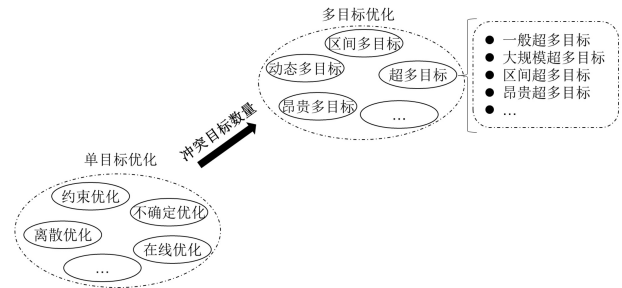 多目标优化
区间多目标
动态多目标
超多目标
昂贵多目标
…
● 一般超多目标
● 大规模超多目标
● 区间超多目标
● 昂贵超多目标
● …
冲突目标数量
单目标优化
约束优化
不确定优化
离散优化
在线优化
…